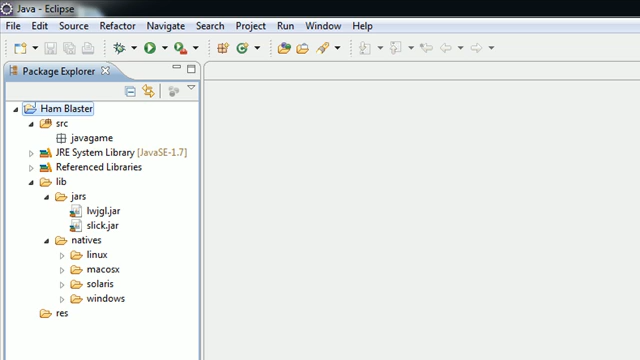 Java - Eclipse
File Edit Source Refactor Navigate Search Project Run Window Help
Package Explorer
Ham Blaster
src
javagame
JRE System Library [JavaSE-1.7]
Referenced Libraries
lib
jars
lwjgl.jar
slick.jar
natives
linux
macosx
solaris
windows
res